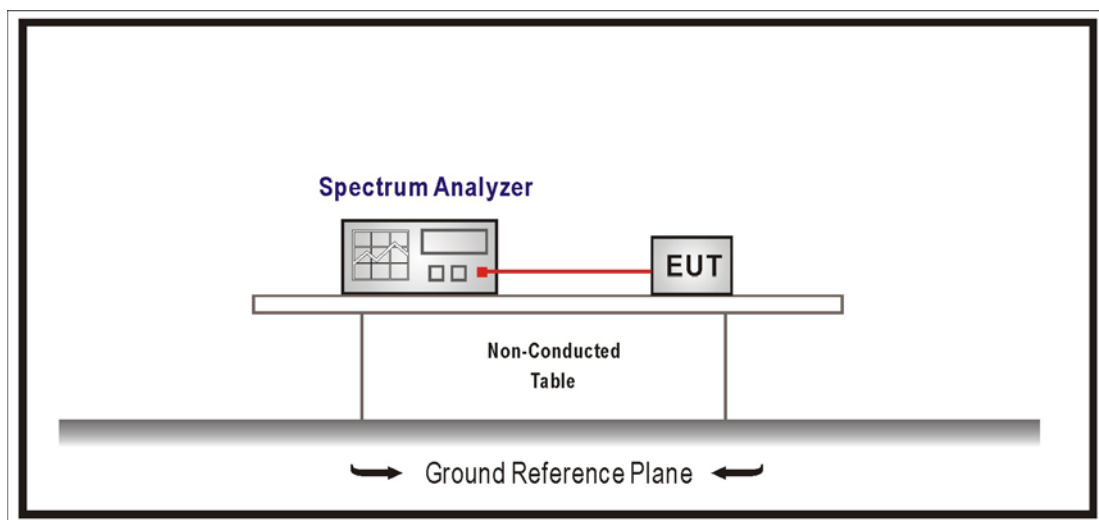 Spectrum Analyzer
EUT
Non-Conducted
Table
Ground Reference Plane